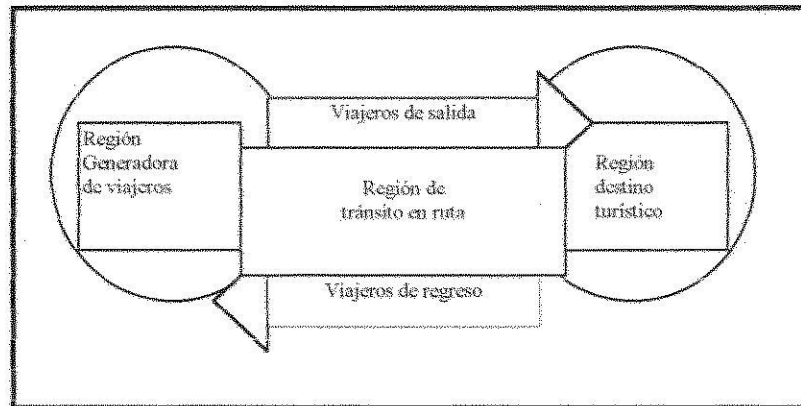 Viajeros de salida
Región
Generadora
de viajeros
Región de
tránsito en ruta
Región
destino
turístico
Viajeros de regreso